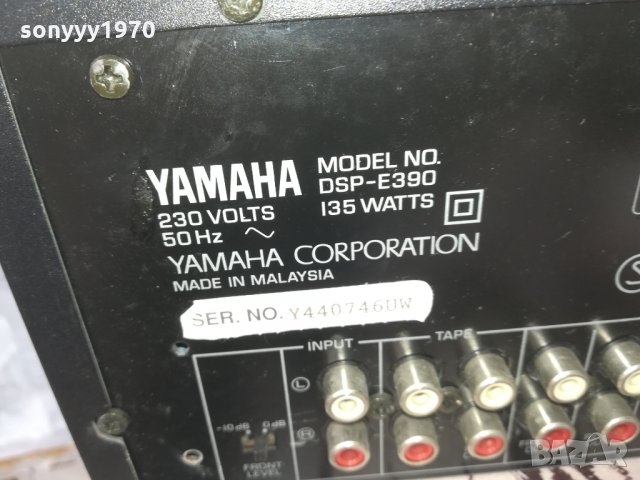 sonyyy1970
YAMAHA
MODEL NO.
DSP-E390
230 VOLTS
135 WATTS
50 Hz ~
YAMAHA CORPORATION
MADE IN MALAYSIA
SER. NO. Y440746UW
INPUT
TAPE
L
R
-10dB 0dB
FRONT
LEVEL
BAZAR